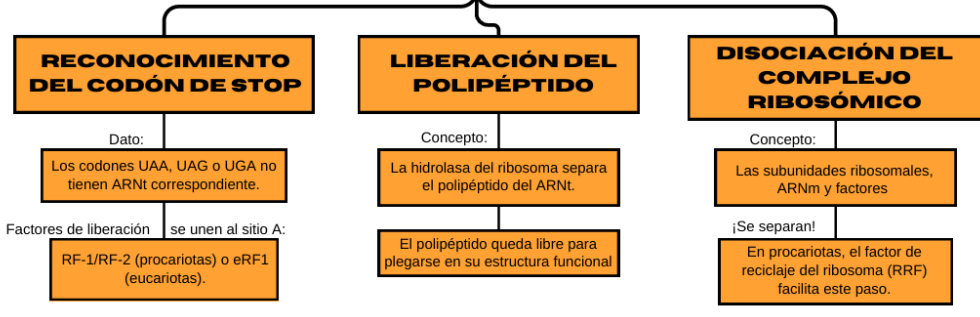 RECONOCIMIENTO
DEL CODÓN DE STOP
Dato:
Los codones UAA, UAG o UGA no
tienen ARNt correspondiente.
Factores de liberación
se unen al sitio A:
RF-1/RF-2 (procariotas) o eRF1
(eucariotas).
LIBERACIÓN DEL
POLIPÉPTIDO
Concepto:
La hidrolasa del ribosoma separa
el polipéptido del ARNt.
El polipéptido queda libre para
plegarse en su estructura funcional
DISOCIACIÓN DEL
COMPLEJO
RIBOSÓMICO
Concepto:
Las subunidades ribosomales,
ARNm y factores
¡Se separan!
En procariotas, el factor de
reciclaje del ribosoma (RRF)
facilita este paso.